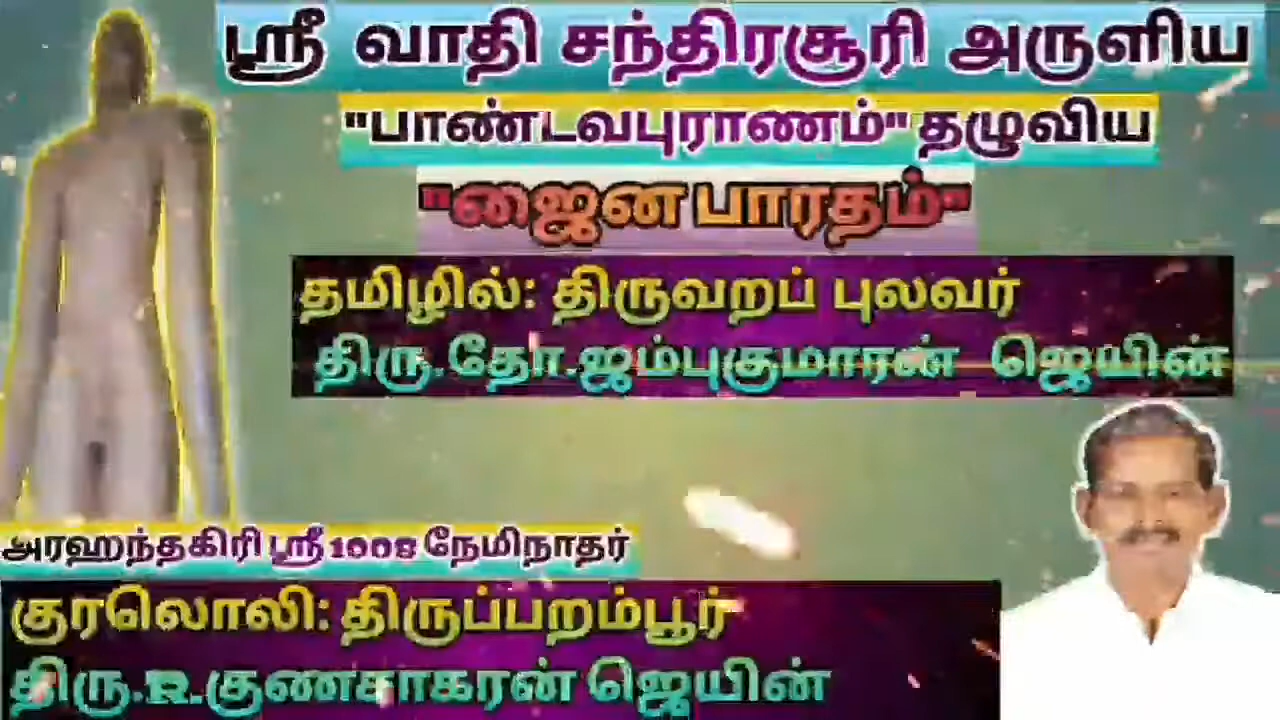 ஸ்ரீ வாதி சந்திரசூரி அருளிய
"பாண்டவபுராணம்" தழுவிய
"ஜைன பாரதம்"
தமிழில்: திருவறப் புலவர்
திரு.தோ.ஜம்புகுமாரன் ஜெயின்
அரஹந்தகிரி ஸ்ரீ 1008 நேமிநாதர்
குரலொலி: திருப்பறம்பூர்
திரு.R.குணசாகரன் ஜெயின்